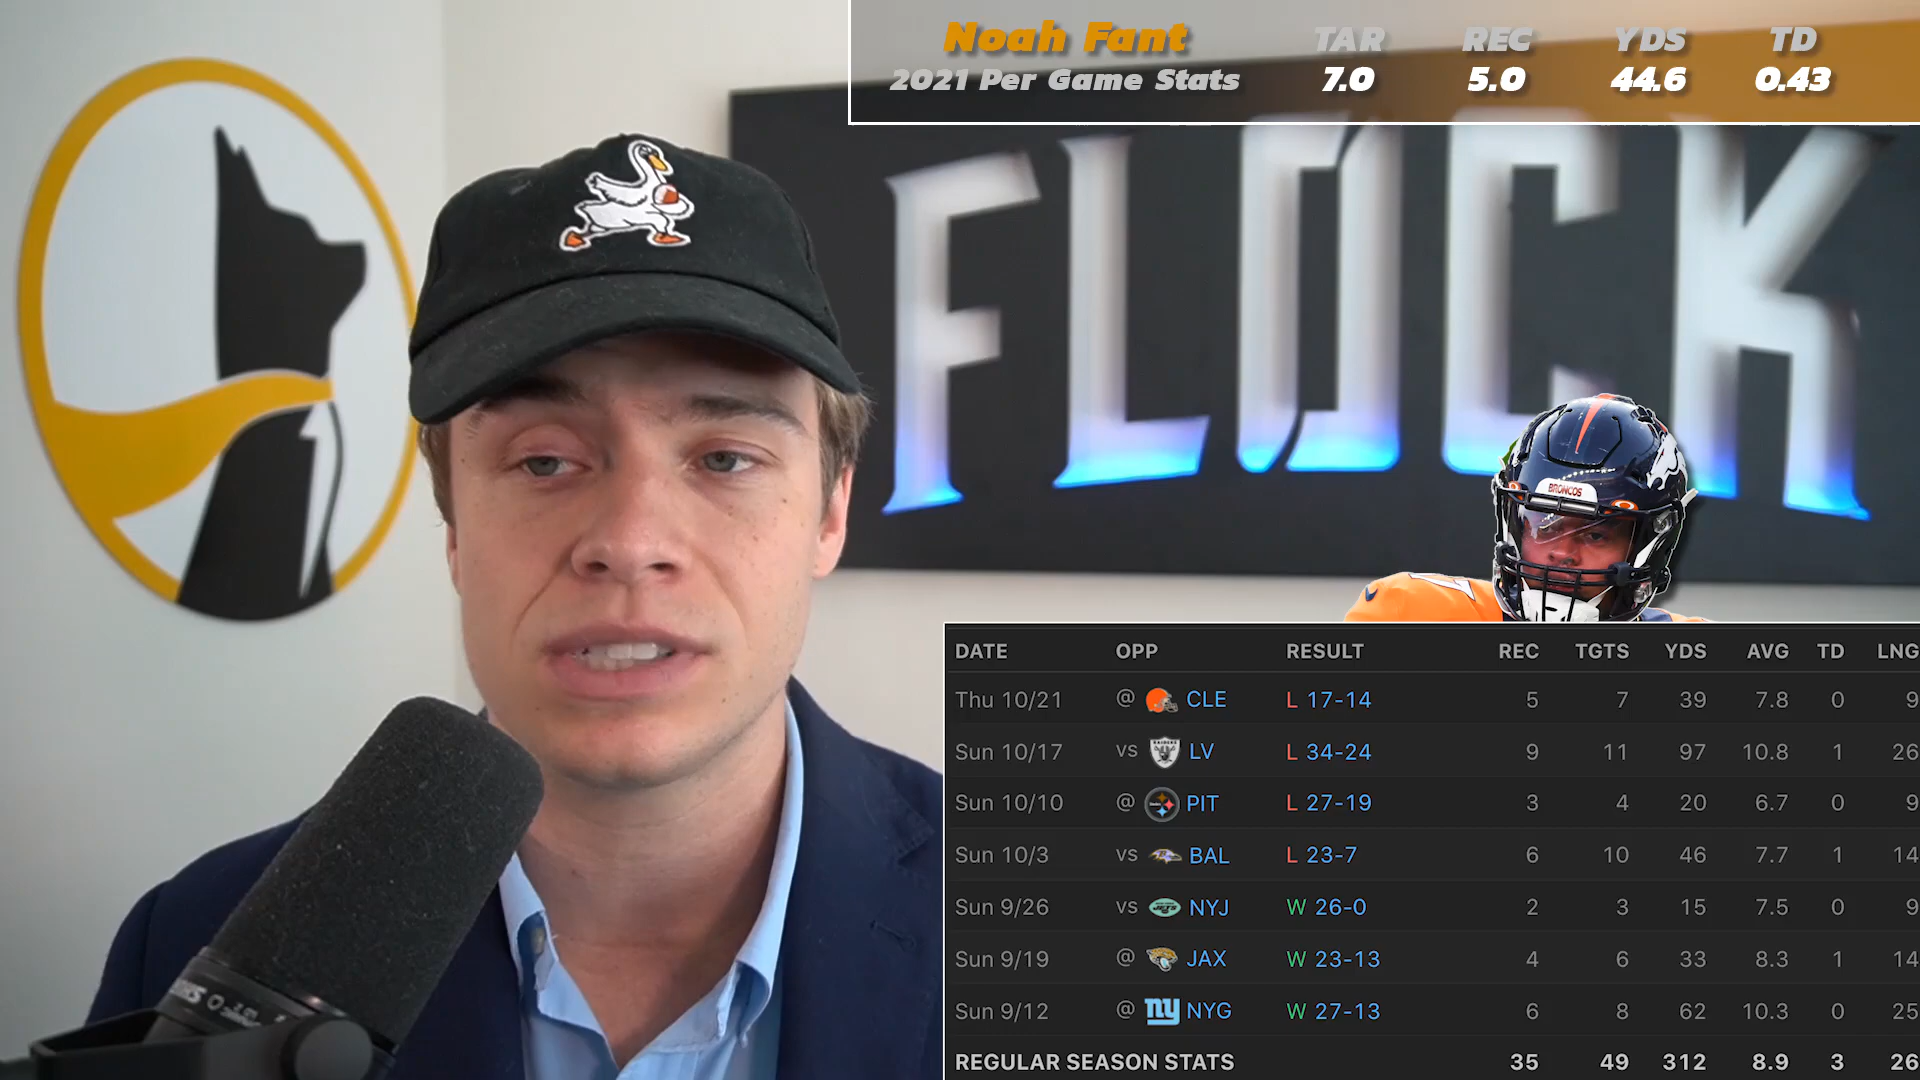 Noah Fant TAR REC YDS TD
2021 Per Game Stats 7.0 5.0 44.6 0.43
FLOCK
BRONCOS
DATE OPP RESULT REC TGTS YDS AVG TD LNG
Thu 10/21 @ CLE L 17-14 5 7 39 7.8 0 9
Sun 10/17 vs LV L 34-24 9 11 97 10.8 1 26
Sun 10/10 @ PIT L 27-19 3 4 20 6.7 0 9
Sun 10/3 vs BAL L 23-7 6 10 46 7.7 1 14
Sun 9/26 vs JETS NYJ W 26-0 2 3 15 7.5 0 9
Sun 9/19 @ JAX W 23-13 4 6 33 8.3 1 14
Sun 9/12 @ ny NYG W 27-13 6 8 62 10.3 0 25
REGULAR SEASON STATS 35 49 312 8.9 3 26